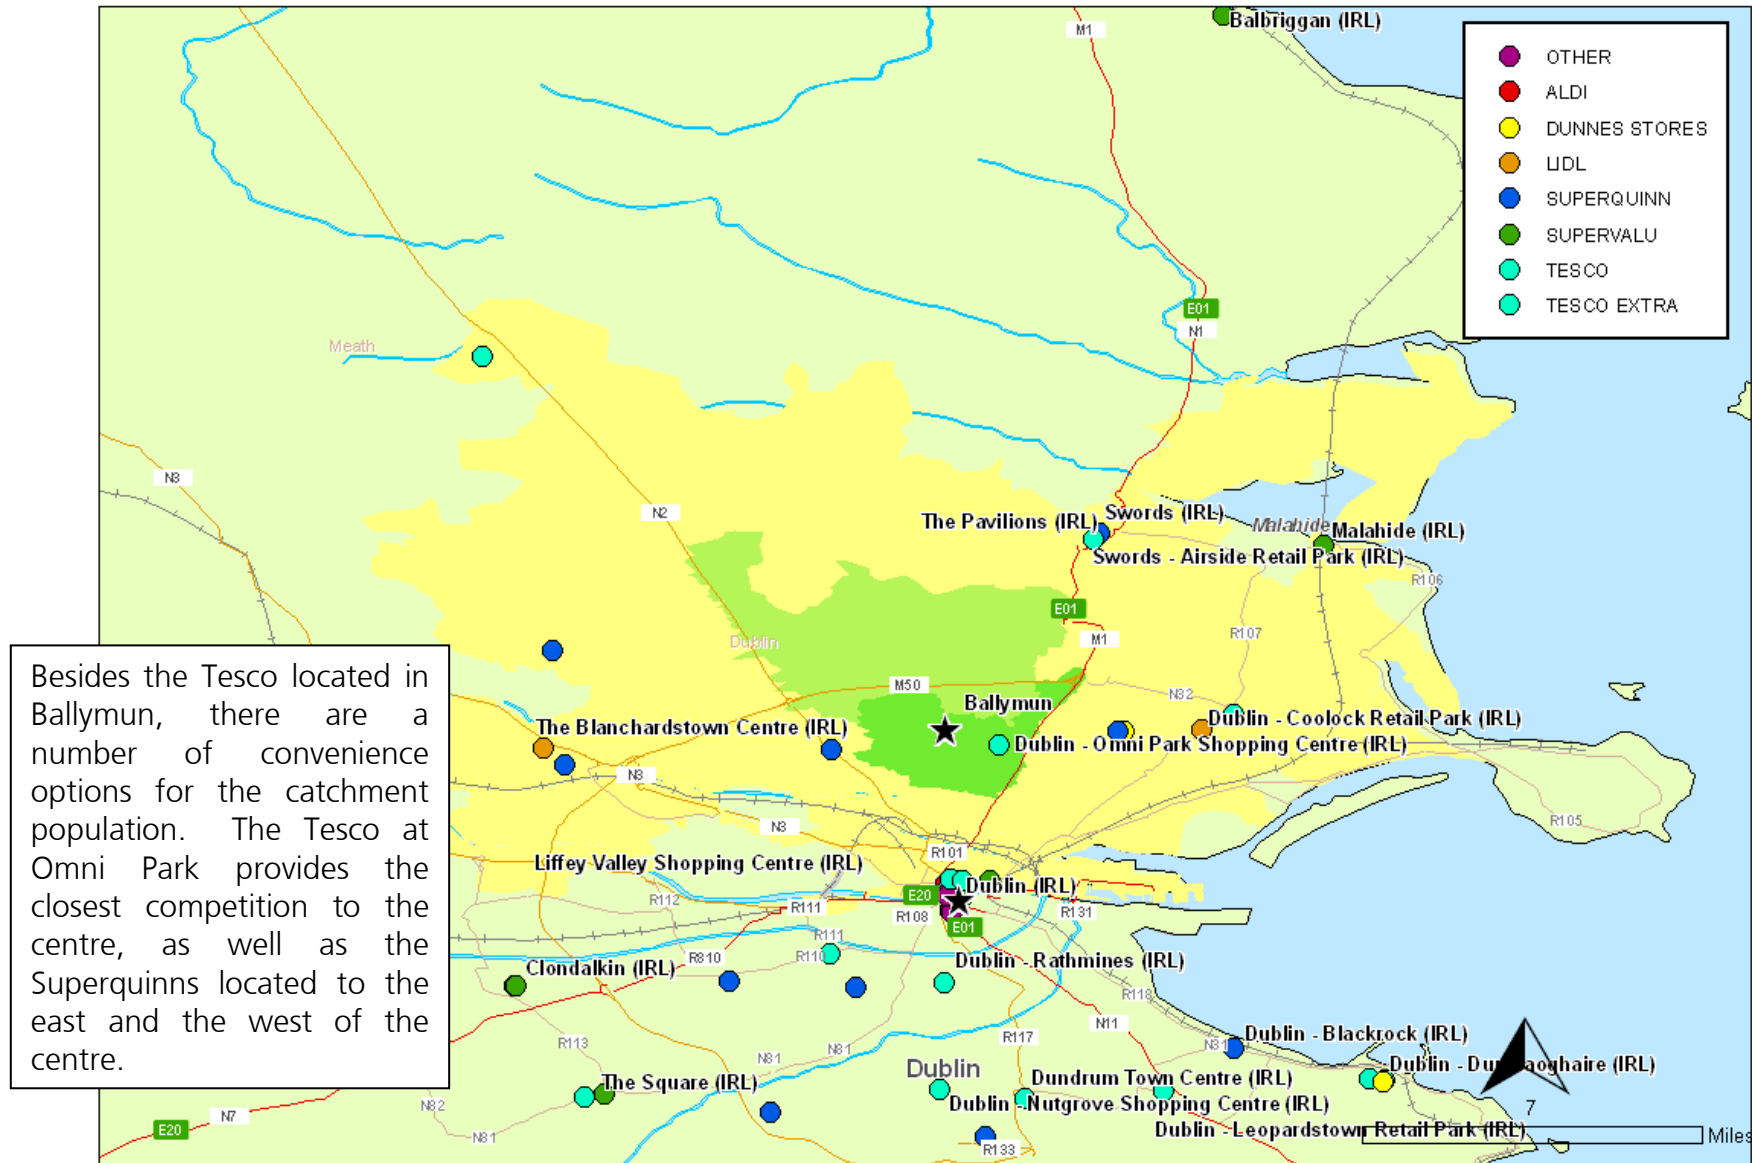 Balbriggan (IRL)
M1
OTHER
ALDI
DUNNES STORES
LIDL
SUPERQUINN
SUPERVALU
TESCO
TESCO EXTRA
E01
N1
Meath
N3
N2
The Pavilions (IRL)
Swords (IRL)
Malahide
Malahide (IRL)
Swords - Airside Retail Park (IRL)
R106
E01
M1
R107
Dublin
M50
N32
Ballymun
The Blanchardstown Centre (IRL)
Dublin - Coolock Retail Park (IRL)
Dublin - Omni Park Shopping Centre (IRL)
N3
N3
R105
R101
Liffey Valley Shopping Centre (IRL)
Dublin (IRL)
E20
R112
R111
R108
R131
E01
R111
R110
R810
Clondalkin (IRL)
Dublin - Rathmines (IRL)
R118
N11
R113
R117
N81
N81
N31
Dublin - Blackrock (IRL)
Dublin
The Square (IRL)
Dundrum Town Centre (IRL)
Dublin - Nutgrove Shopping Centre (IRL)
Dublin - Leopardstown Retail Park (IRL)
N82
N7
E20
N81
R133
7
Miles
Besides the Tesco located in
Ballymun, there are a
number of convenience
options for the catchment
population. The Tesco at
Omni Park provides the
closest competition to the
centre, as well as the
Superquinns located to the
east and the west of the
centre.